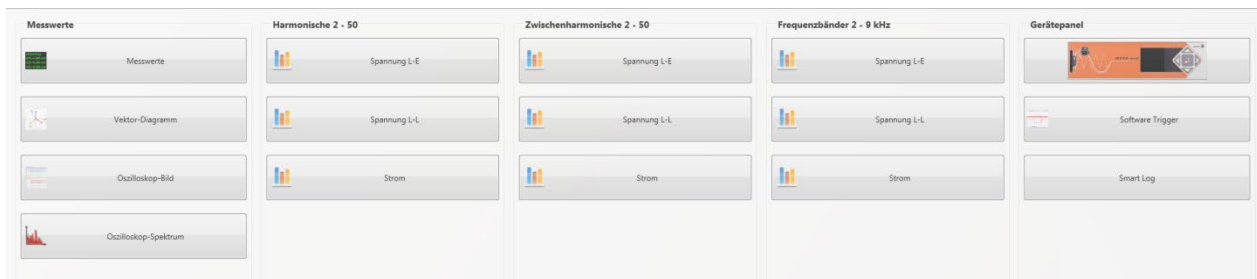 Messwerte
Messwerte
Vektor-Diagramm
Oszilloskop-Bild
Oszilloskop-Spektrum
Harmonische 2 - 50
Spannung L-E
Spannung L-L
Strom
Zwischenharmonische 2 - 50
Spannung L-E
Spannung L-L
Strom
Frequenzbänder 2 - 9 kHz
Spannung L-E
Spannung L-L
Strom
Gerätepanel
Software Trigger
Smart Log